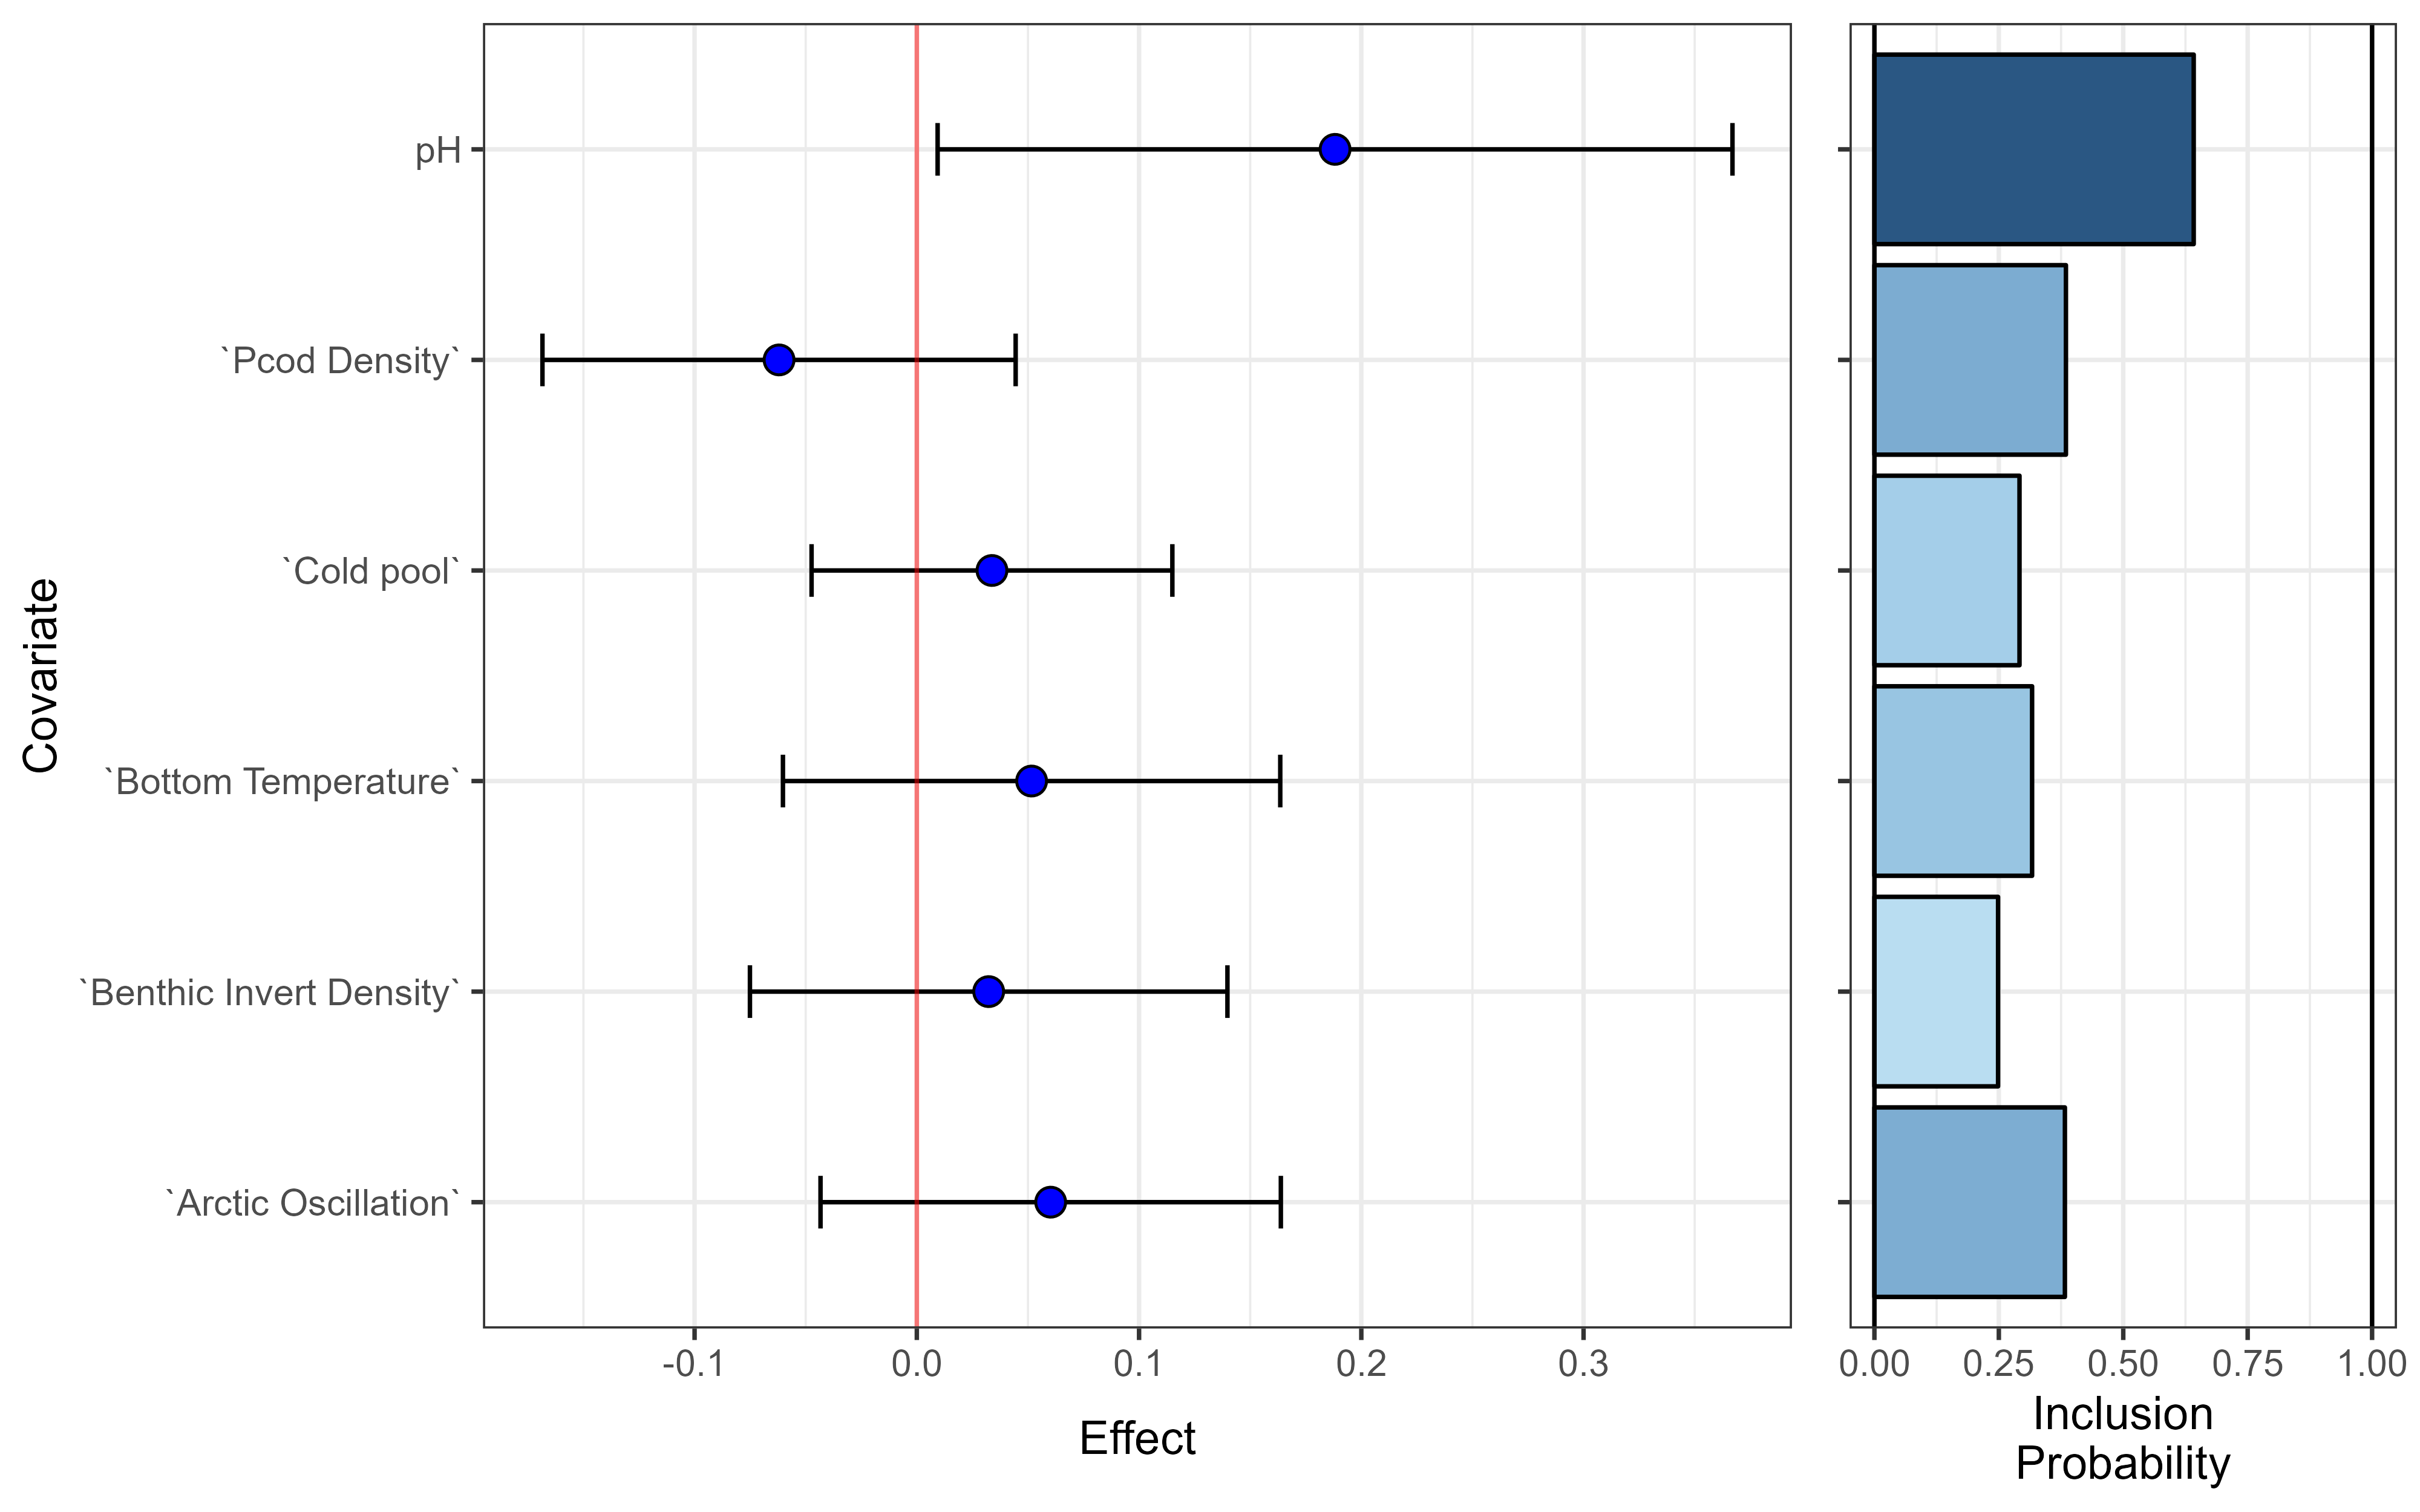 Covariate
pH
`Pcod Density`
`Cold pool`
`Bottom Temperature`
`Benthic Invert Density`
`Arctic Oscillation`
-0.1 0.0 0.1 0.2 0.3
Effect
0.00 0.25 0.50 0.75 1.00
Inclusion
Probability